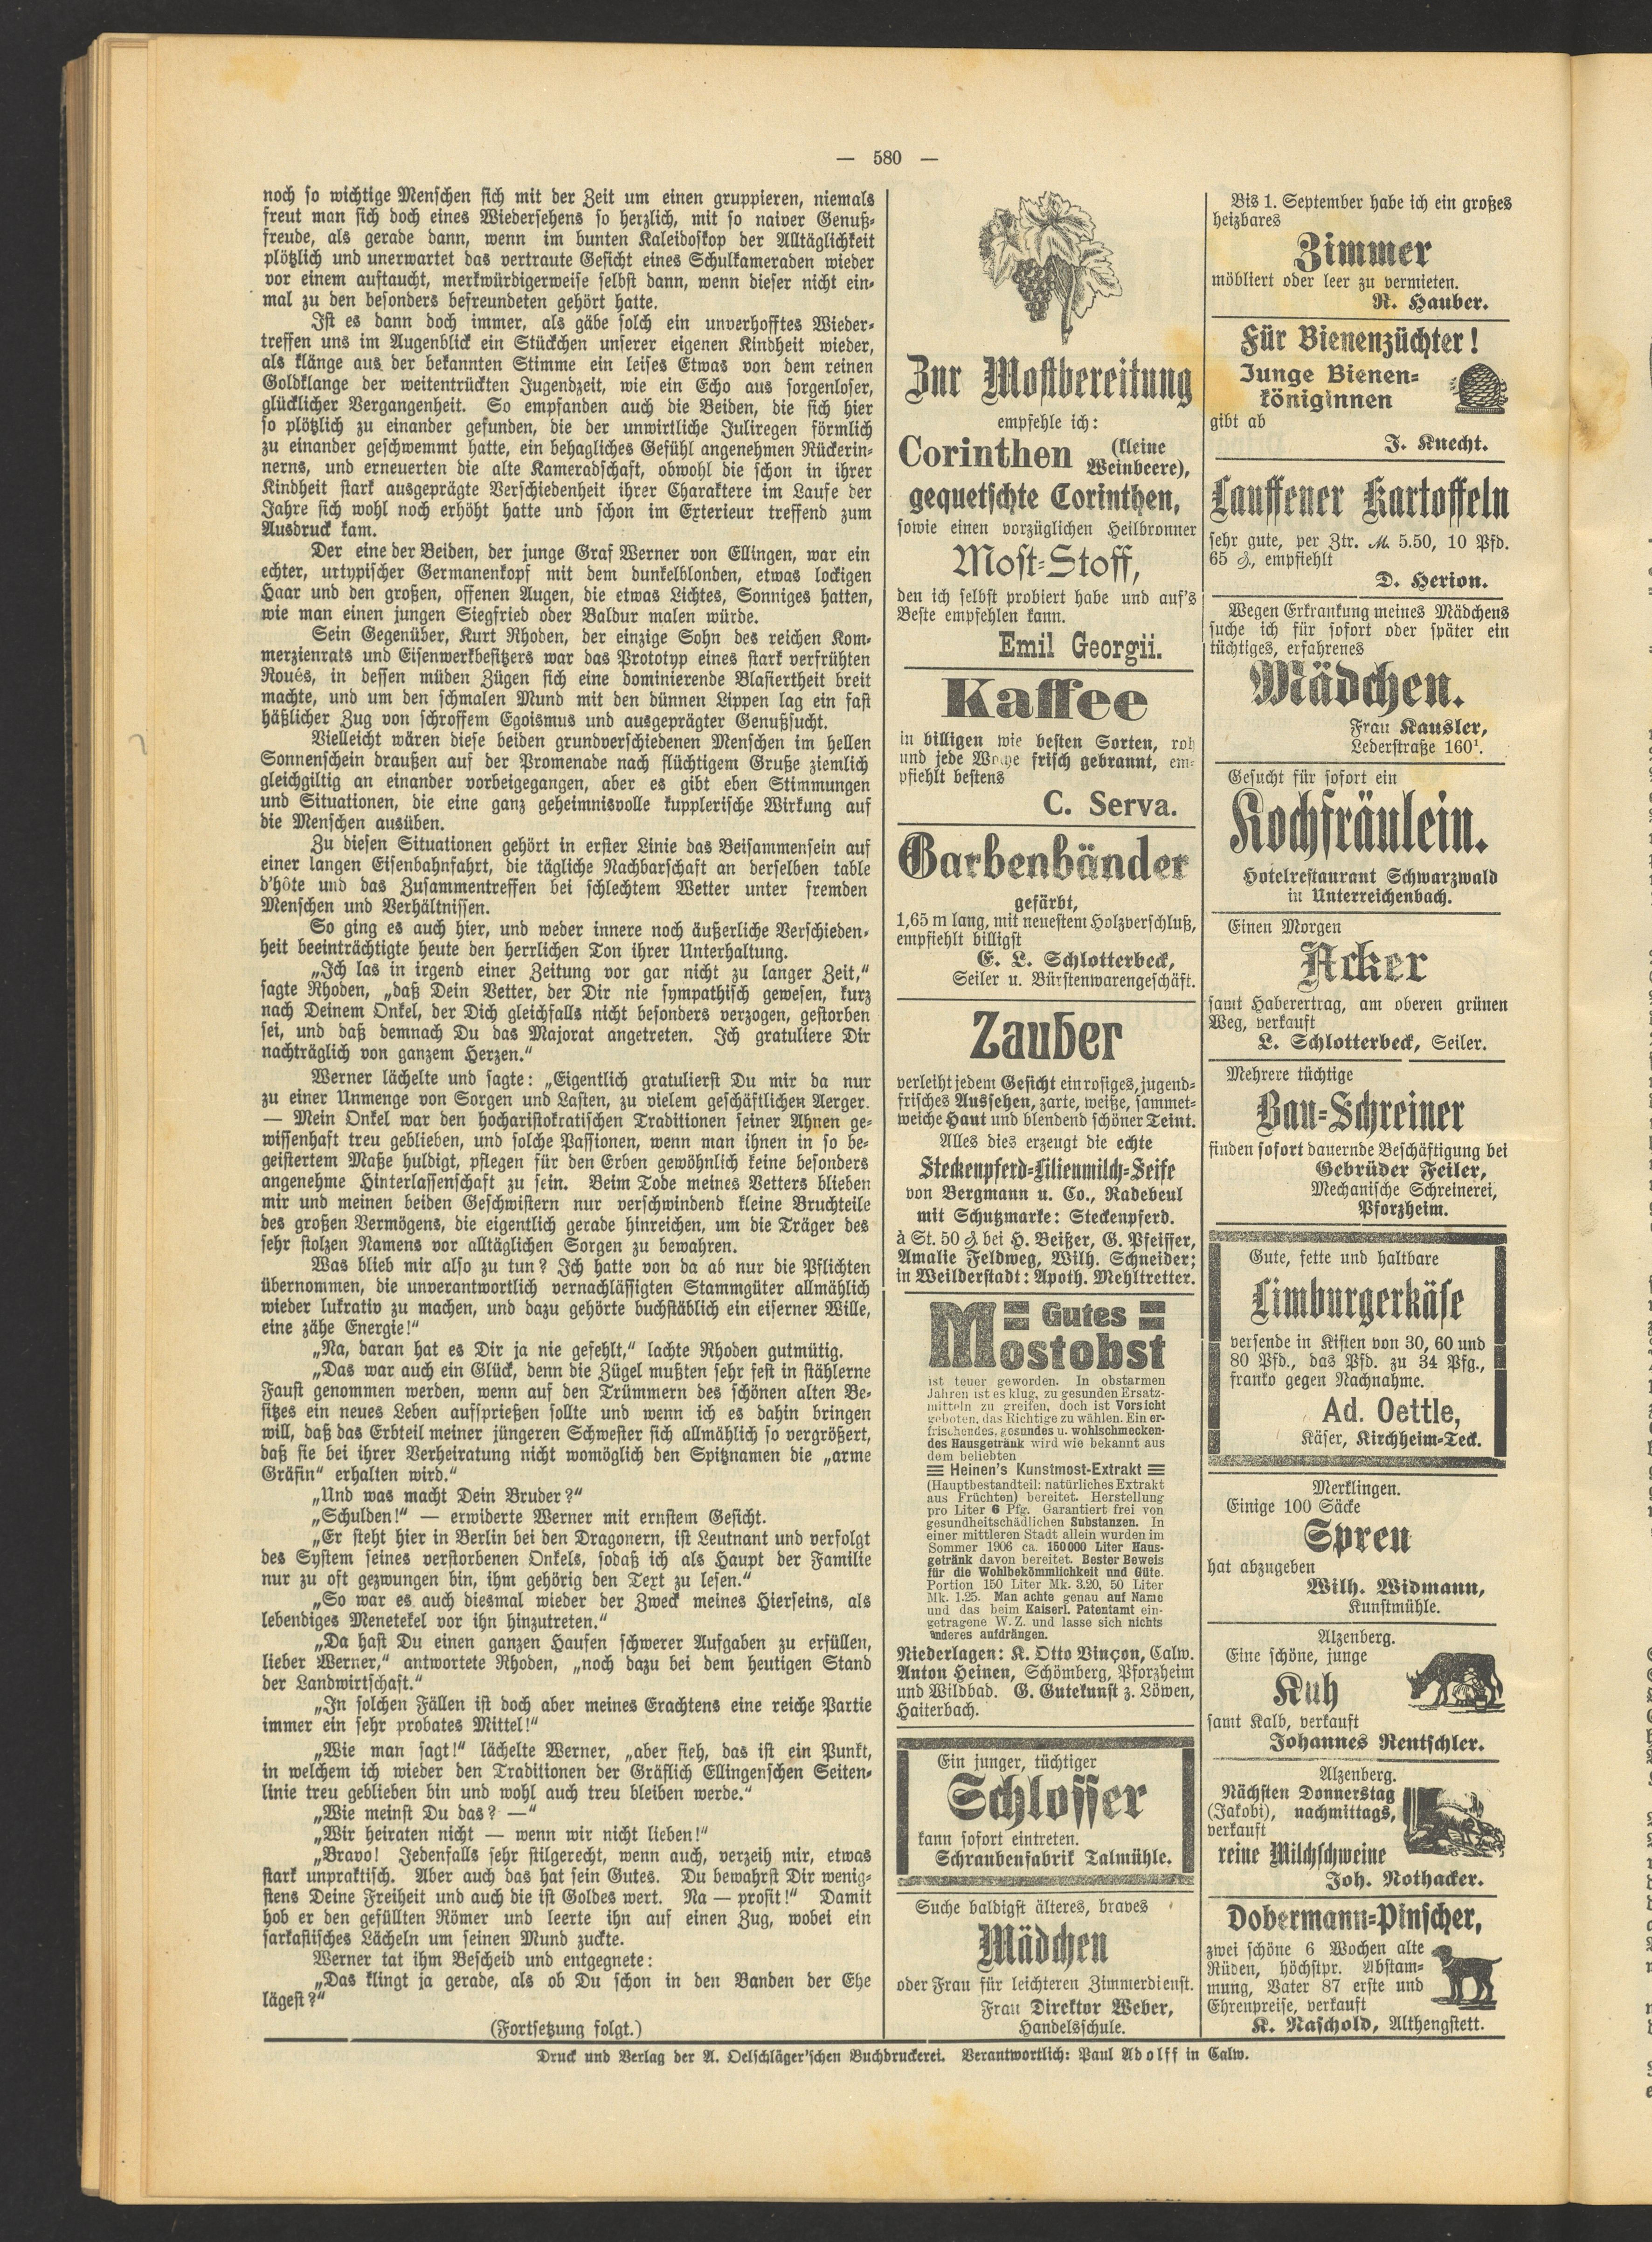 — 580 —
noch so wichtige Menschen sich mit der Zeit um einen gruppieren, niemals
freut man sich doch eines Wiedersehens so herzlich, mit so naiver Genuß-
freude, als gerade dann, wenn im bunten Kaleidoskop der Alltäglichkeit
plötzlich und unerwartet das vertraute Gesicht eines Schulkameraden wieder
vor einem auftaucht, merkwürdigerweise selbst dann, wenn dieser nicht ein-
mal zu den besonders befreundeten gehört hatte.
Ist es dann doch immer, als gäbe solch ein unverhofftes Wieder-
treffen uns im Augenblick ein Stückchen unserer eigenen Kindheit wieder,
als klänge aus der bekannten Stimme ein leises Etwas von dem reinen
Goldklange der weitentrückten Jugendzeit, wie ein Echo aus sorgenloser,
glücklicher Vergangenheit. So empfanden auch die Beiden, die sich hier
so plötzlich zu einander gefunden, die der unwirtliche Juliregen förmlich
zu einander geschwemmt hatte, ein behagliches Gefühl angenehmen Rückerin-
nerns, und erneuerten die alte Kameradschaft, obwohl die schon in ihrer
Kindheit stark ausgeprägte Verschiedenheit ihrer Charaktere im Laufe der
Jahre sich wohl noch erhöht hatte und schon im Exterieur treffend zum
Ausdruck kam.
Der eine der Beiden, der junge Graf Werner von Ellingen, war ein
echter, urtypischer Germanenkopf mit dem dunkelblonden, etwas lockigen
Haar und den großen, offenen Augen, die etwas Lichtes, Sonniges hatten,
wie man einen jungen Siegfried oder Baldur malen würde.
Sein Gegenüber, Kurt Rhoden, der einzige Sohn des reichen Kom-
merzienrats und Eisenwerkbesitzers war das Prototyp eines stark verfrühten
Roués, in dessen müden Zügen sich eine dominierende Blasiertheit breit
machte, und um den schmalen Mund mit den dünnen Lippen lag ein fast
häßlicher Zug von schroffem Egoismus und ausgeprägter Genußsucht.
Vielleicht wären diese beiden grundverschiedenen Menschen im hellen
Sonnenschein draußen auf der Promenade nach flüchtigem Gruße ziemlich
gleichgiltig an einander vorbeigegangen, aber es gibt eben Stimmungen
und Situationen, die eine ganz geheimnisvolle kupplerische Wirkung auf
die Menschen ausüben.
Zu diesen Situationen gehört in erster Linie das Beisammensein auf
einer langen Eisenbahnfahrt, die tägliche Nachbarschaft an derselben table
d'hôte und das Zusammentreffen bei schlechtem Wetter unter fremden
Menschen und Verhältnissen.
So ging es auch hier, und weder innere noch äußerliche Verschieden-
heit beeinträchtigte heute den herrlichen Ton ihrer Unterhaltung.
„Ich las in irgend einer Zeitung vor gar nicht zu langer Zeit,“
sagte Rhoden, „daß Dein Vetter, der Dir nie sympathisch gewesen, kurz
nach Deinem Onkel, der Dich gleichfalls nicht besonders verzogen, gestorben
sei, und daß demnach Du das Majorat angetreten. Ich gratuliere Dir
nachträglich von ganzem Herzen.“
Werner lächelte und sagte: „Eigentlich gratulierst Du mir da nur
zu einer Unmenge von Sorgen und Lasten, zu vielem geschäftlichen Aerger.
— Mein Onkel war den hocharistokratischen Traditionen seiner Ahnen ge-
wissenhaft treu geblieben, und solche Passionen, wenn man ihnen in so be-
geistertem Maße huldigt, pflegen für den Erben gewöhnlich keine besonders
angenehme Hinterlassenschaft zu sein. Beim Tode meines Vetters blieben
mir und meinen beiden Geschwistern nur verschwindend kleine Bruchteile
des großen Vermögens, die eigentlich gerade hinreichen, um die Träger des
sehr stolzen Namens vor alltäglichen Sorgen zu bewahren.
Was blieb mir also zu tun? Ich hatte von da ab nur die Pflichten
übernommen, die unverantwortlich vernachlässigten Stammgüter allmählich
wieder lukrativ zu machen, und dazu gehörte buchstäblich ein eiserner Wille,
eine zähe Energie!“
„Na, daran hat es Dir ja nie gefehlt,“ lachte Rhoden gutmütig.
„Das war auch ein Glück, denn die Zügel mußten sehr fest in stählerne
Faust genommen werden, wenn auf den Trümmern des schönen alten Be-
sitzes ein neues Leben aufsprießen sollte und wenn ich es dahin bringen
will, daß das Erbteil meiner jüngeren Schwester sich allmählich so vergrößert,
daß sie bei ihrer Verheiratung nicht womöglich den Spitznamen die „arme
Gräfin“ erhalten wird.“
„Und was macht Dein Bruder?“
„Schulden!“ — erwiderte Werner mit ernstem Gesicht.
„Er steht hier in Berlin bei den Dragonern, ist Leutnant und verfolgt
des System seines verstorbenen Onkels, sodaß ich als Haupt der Familie
nur zu oft gezwungen bin, ihm gehörig den Text zu lesen.“
„So war es auch diesmal wieder der Zweck meines Hierseins, als
lebendiges Menetekel vor ihn hinzutreten.“
„Da hast Du einen ganzen Haufen schwerer Aufgaben zu erfüllen,
lieber Werner,“ antwortete Rhoden, „noch dazu bei dem heutigen Stand
der Landwirtschaft.“
„In solchen Fällen ist doch aber meines Erachtens eine reiche Partie
immer ein sehr probates Mittel!“
„Wie man sagt!“ lächelte Werner, „aber sieh, das ist ein Punkt,
in welchem ich wieder den Traditionen der Gräflich Ellingenschen Seiten-
linie treu geblieben bin und wohl auch treu bleiben werde.“
„Wie meinst Du das? —“
„Wir heiraten nicht — wenn wir nicht lieben!“
„Bravo! Jedenfalls sehr stilgerecht, wenn auch, verzeih mir, etwas
stark unpraktisch. Aber auch das hat sein Gutes. Du bewahrst Dir wenig-
stens Deine Freiheit und auch die ist Goldes wert. Na — prosit!“ Damit
hob er den gefüllten Römer und leerte ihn auf einen Zug, wobei ein
sarkastisches Lächeln um seinen Mund zuckte.
Werner tat ihm Bescheid und entgegnete:
„Das klingt ja gerade, als ob Du schon in den Banden der Ehe
lägest?“
(Fortsetzung folgt.)
Zur Mostbereitung
empfehle ich:
Corinthen (kleine
Weinbeere),
gequetschte Corinthen,
sowie einen vorzüglichen Heilbronner
Most-Stoff,
den ich selbst probiert habe und auf's
Beste empfehlen kann.
Emil Georgii.
Kaffee
in billigen wie besten Sorten, roh
und jede Woche frisch gebrannt, em-
pfiehlt bestens
C. Serva.
Garbenbänder
gefärbt,
1,65 m lang, mit neuestem Holzverschluß,
empfiehlt billigst
E. L. Schlotterbeck,
Seiler u. Bürstenwarengeschäft.
Zauber
verleiht jedem Gesicht ein rosiges, jugend-
frisches Aussehen, zarte, weiße, sammet-
weiche Haut und blendend schöner Teint.
Alles dies erzeugt die echte
Steckenpferd-Lilienmilch-Seife
von Bergmann u. Co., Radebeul
mit Schutzmarke: Steckenpferd.
à St. 50 ₰ bei H. Beißer, G. Pfeiffer,
Amalie Feldweg, Wilh. Schneider;
in Weilderstadt: Apoth. Mehltretter.
Gutes
Mostobst
ist teuer geworden. In obstarmen
Jahren ist es klug, zu gesunden Ersatz-
mitteln zu greifen, doch ist Vorsicht
geboten, das Richtige zu wählen. Ein er-
frischendes, gesundes u. wohlschmecken-
des Hausgetränk wird wie bekannt aus
dem beliebten
Heinen's Kunstmost-Extrakt
(Hauptbestandteil: natürliches Extrakt
aus Früchten) bereitet. Herstellung
pro Liter 6 Pfg. Garantiert frei von
gesundheitschädlichen Substanzen. In
einer mittleren Stadt allein wurden im
Sommer 1906 ca. 150000 Liter Haus-
getränk davon bereitet. Bester Beweis
für die Wohlbekömmlichkeit und Güte.
Portion 150 Liter Mk. 3.20, 50 Liter
Mk. 1.25. Man achte genau auf Name
und das beim Kaiserl. Patentamt ein-
getragene W. Z. und lasse sich nichts
anderes aufdrängen.
Niederlagen: K. Otto Vinçon, Calw.
Anton Heinen, Schömberg, Pforzheim
und Wildbad. G. Gutekunst z. Löwen,
Haiterbach.
Ein junger, tüchtiger
Schlosser
kann sofort eintreten.
Schraubenfabrik Talmühle.
Suche baldigst älteres, braves
Mädchen
oder Frau für leichteren Zimmerdienst.
Frau Direktor Weber,
Handelsschule.
Bis 1. September habe ich ein großes
heizbares
Zimmer
möbliert oder leer zu vermieten.
R. Hauber.
Für Bienenzüchter!
Junge Bienen-
königinnen
gibt ab
J. Knecht.
Lauffener Kartoffeln
sehr gute, per Ztr. M. 5.50, 10 Pfd.
65 ₰, empfiehlt
D. Herion.
Wegen Erkrankung meines Mädchens
suche ich für sofort oder später ein
tüchtiges, erfahrenes
Mädchen.
Frau Kausler,
Lederstraße 160¹.
Gesucht für sofort ein
Kochfräulein.
Hotelrestaurant Schwarzwald
in Unterreichenbach.
Einen Morgen
Acker
samt Haberertrag, am oberen grünen
Weg, verkauft
L. Schlotterbeck, Seiler.
Mehrere tüchtige
Bau-Schreiner
finden sofort dauernde Beschäftigung bei
Gebrüder Feiler,
Mechanische Schreinerei,
Pforzheim.
Gute, fette und haltbare
Limburgerkäse
versende in Kisten von 30, 60 und
80 Pfd., das Pfd. zu 34 Pfg.,
franko gegen Nachnahme.
Ad. Oettle,
Käser, Kirchheim-Teck.
Merklingen.
Einige 100 Säcke
Spreu
hat abzugeben
Wilh. Widmann,
Kunstmühle.
Alzenberg.
Eine schöne, junge
Kuh
samt Kalb, verkauft
Johannes Rentschler.
Alzenberg.
Nächsten Donnerstag
(Jakobi), nachmittags,
verkauft
reine Milchschweine
Joh. Nothacker.
Dobermann-Pinscher,
zwei schöne 6 Wochen alte
Rüden, höchstpr. Abstam-
mung, Vater 87 erste und
Ehrenpreise, verkauft
K. Naschold, Althengstett.
Druck und Verlag der A. Oelschläger'schen Buchdruckerei. Verantwortlich: Paul Adolff in Calw.